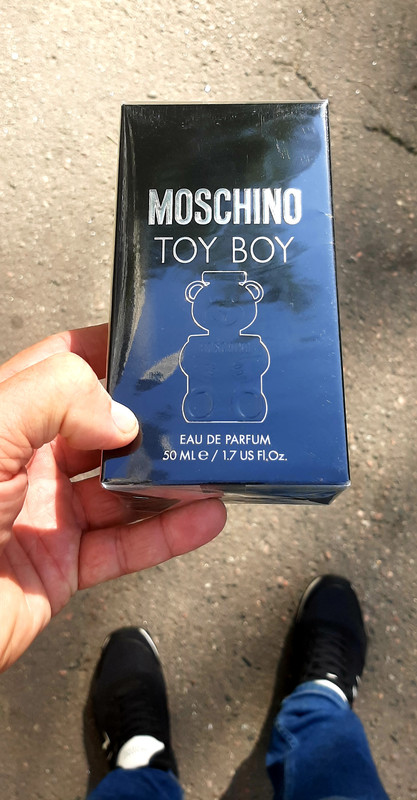 MOSCHINO
TOY BOY
EAU DE PARFUM
50 ML e / 1.7 US Fl.Oz.